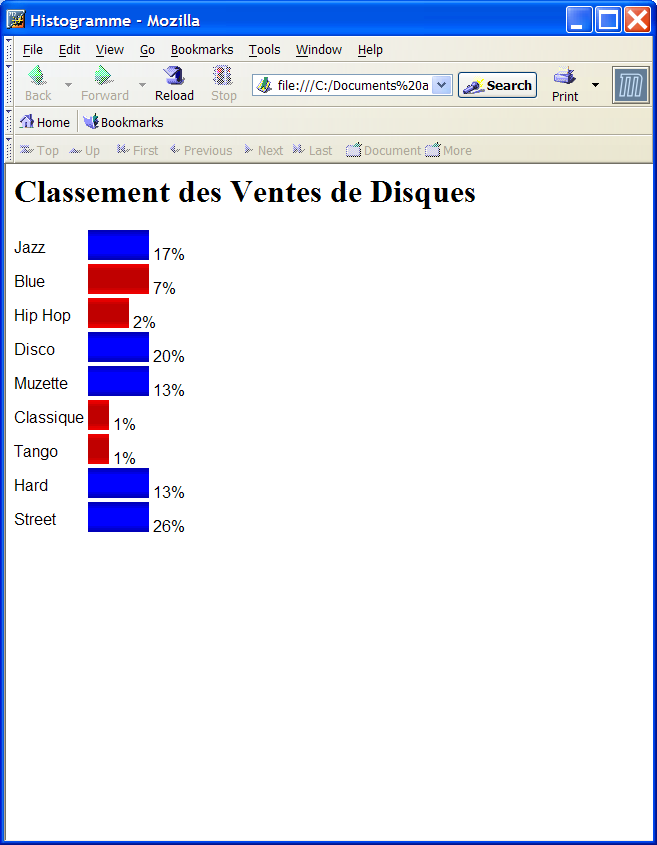 Histogramme - Mozilla
File Edit View Go Bookmarks Tools Window Help
Back Forward Reload Stop file:///C:/Documents%20a Search Print
Home Bookmarks
Top Up First Previous Next Last Document More
Classement des Ventes de Disques
Jazz 17%
Blue 7%
Hip Hop 2%
Disco 20%
Muzette 13%
Classique 1%
Tango 1%
Hard 13%
Street 26%